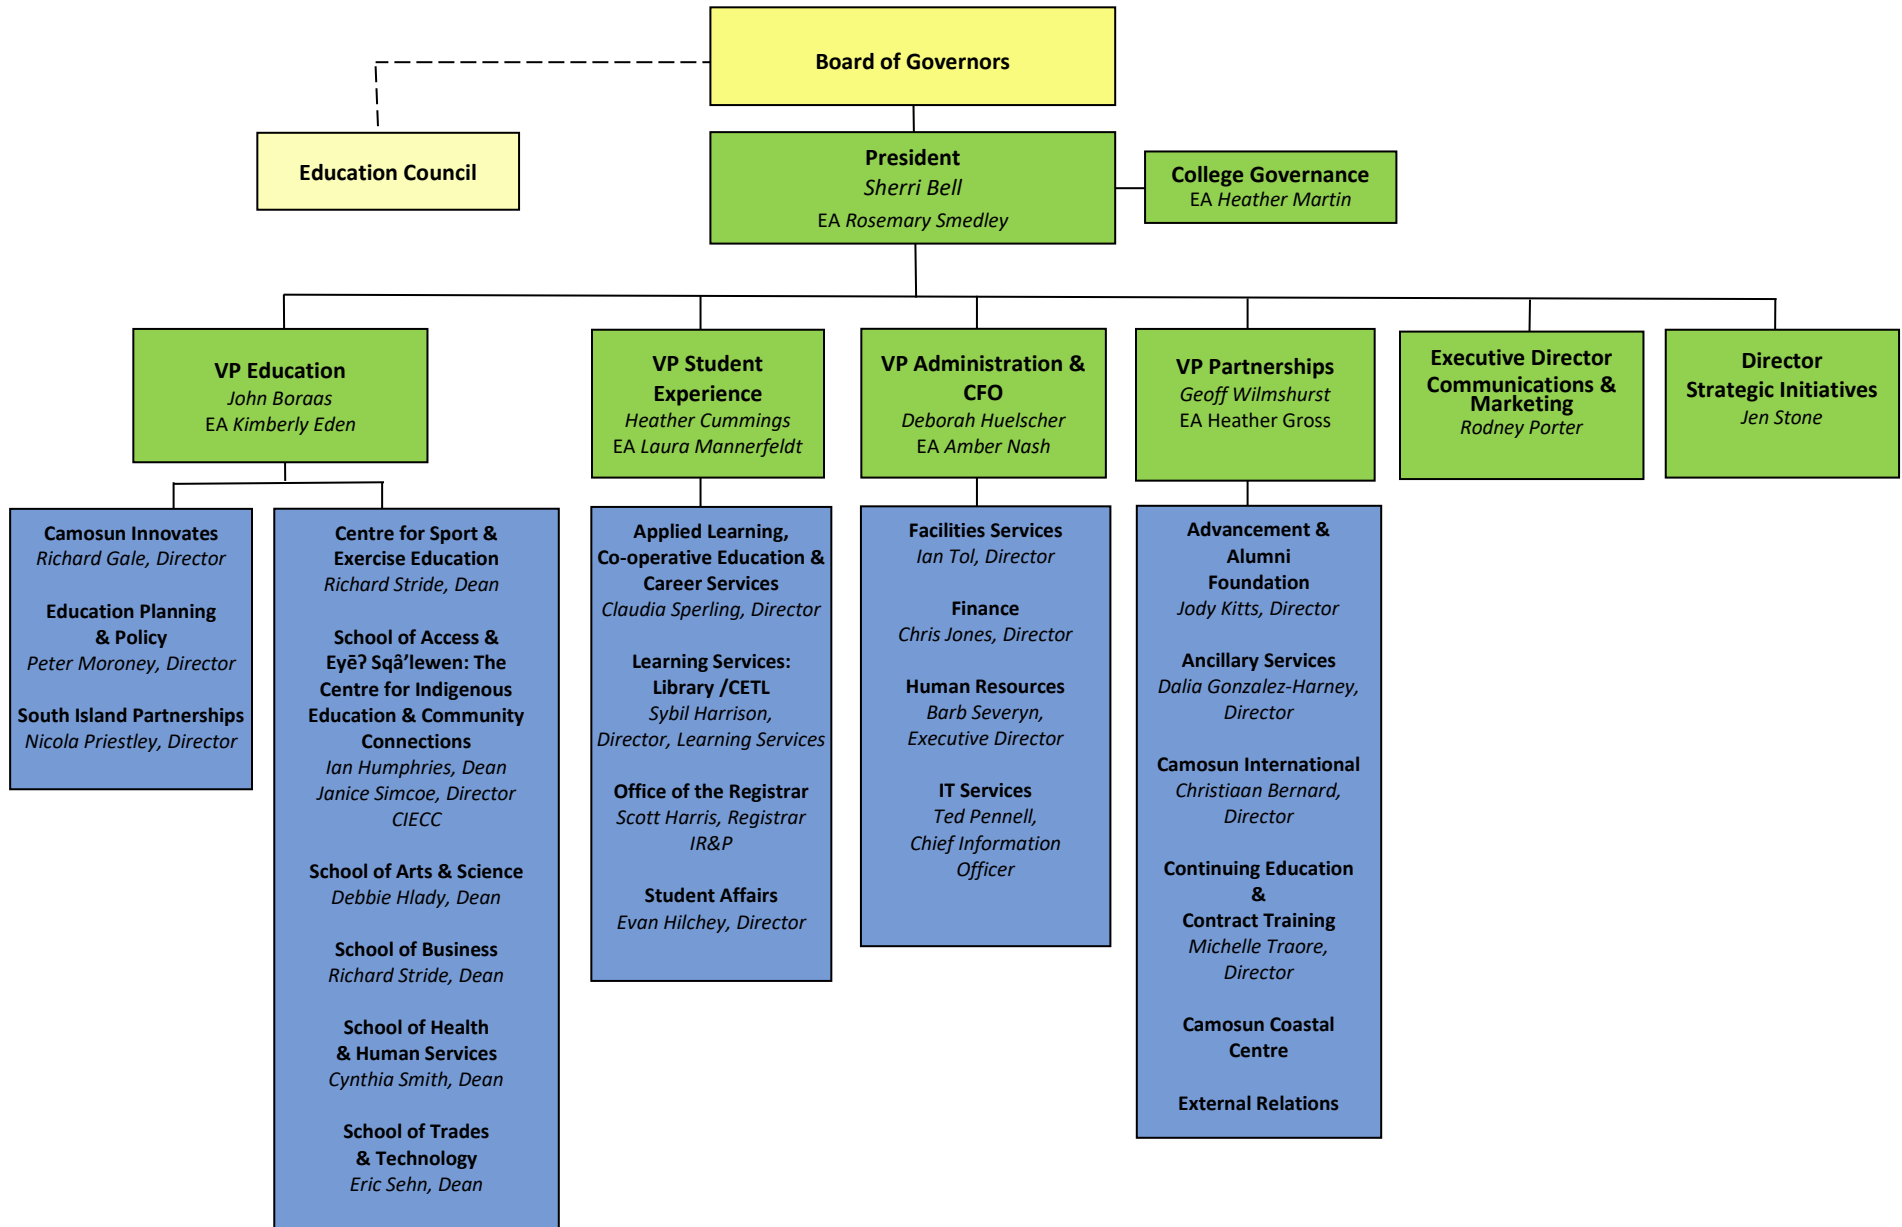 Board of Governors
Education Council
President
Sherri Bell
EA Rosemary Smedley
College Governance
EA Heather Martin
VP Education
John Boraas
EA Kimberly Eden
VP Student
Experience
Heather Cummings
EA Laura Mannerfeldt
VP Administration &
CFO
Deborah Huelscher
EA Amber Nash
VP Partnerships
Geoff Wilmshurst
EA Heather Gross
Executive Director
Communications &
Marketing
Rodney Porter
Director
Strategic Initiatives
Jen Stone
Camosun Innovates
Richard Gale, Director
Education Planning
& Policy
Peter Moroney, Director
South Island Partnerships
Nicola Priestley, Director
Centre for Sport &
Exercise Education
Richard Stride, Dean
School of Access &
Eyēʔ Sqȃ’lewen: The
Centre for Indigenous
Education & Community
Connections
Ian Humphries, Dean
Janice Simcoe, Director
CIECC
School of Arts & Science
Debbie Hlady, Dean
School of Business
Richard Stride, Dean
School of Health
& Human Services
Cynthia Smith, Dean
School of Trades
& Technology
Eric Sehn, Dean
Applied Learning,
Co-operative Education &
Career Services
Claudia Sperling, Director
Learning Services:
Library /CETL
Sybil Harrison,
Director, Learning Services
Office of the Registrar
Scott Harris, Registrar
IR&P
Student Affairs
Evan Hilchey, Director
Facilities Services
Ian Tol, Director
Finance
Chris Jones, Director
Human Resources
Barb Severyn,
Executive Director
IT Services
Ted Pennell,
Chief Information
Officer
Advancement &
Alumni
Foundation
Jody Kitts, Director
Ancillary Services
Dalia Gonzalez-Harney,
Director
Camosun International
Christiaan Bernard,
Director
Continuing Education
&
Contract Training
Michelle Traore,
Director
Camosun Coastal
Centre
External Relations